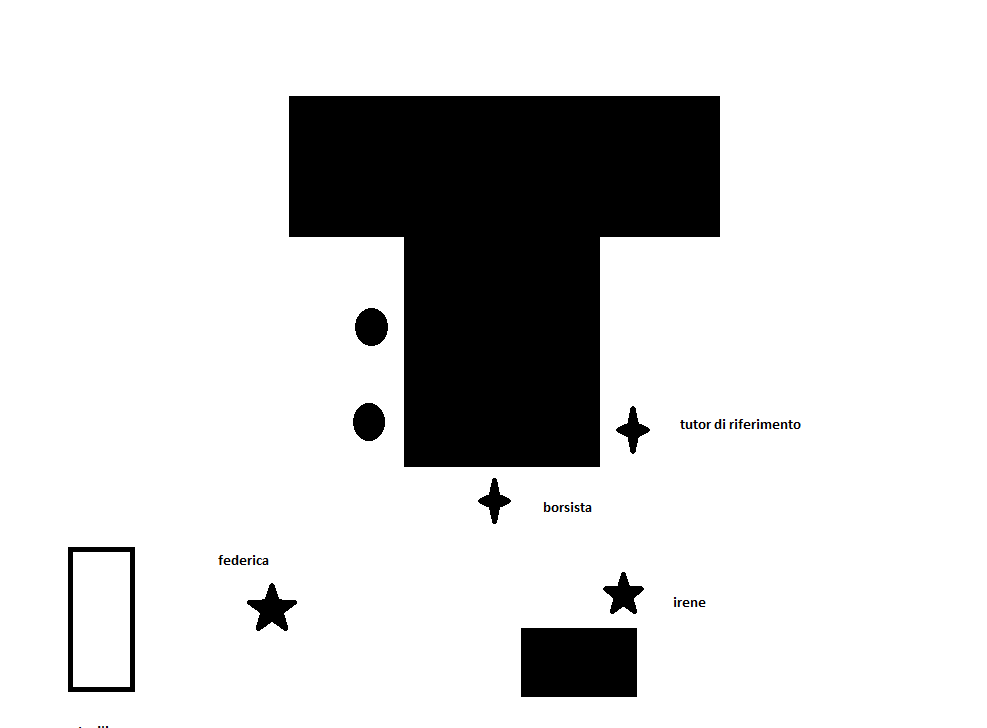 tutor di riferimento
borsista
federica
irene